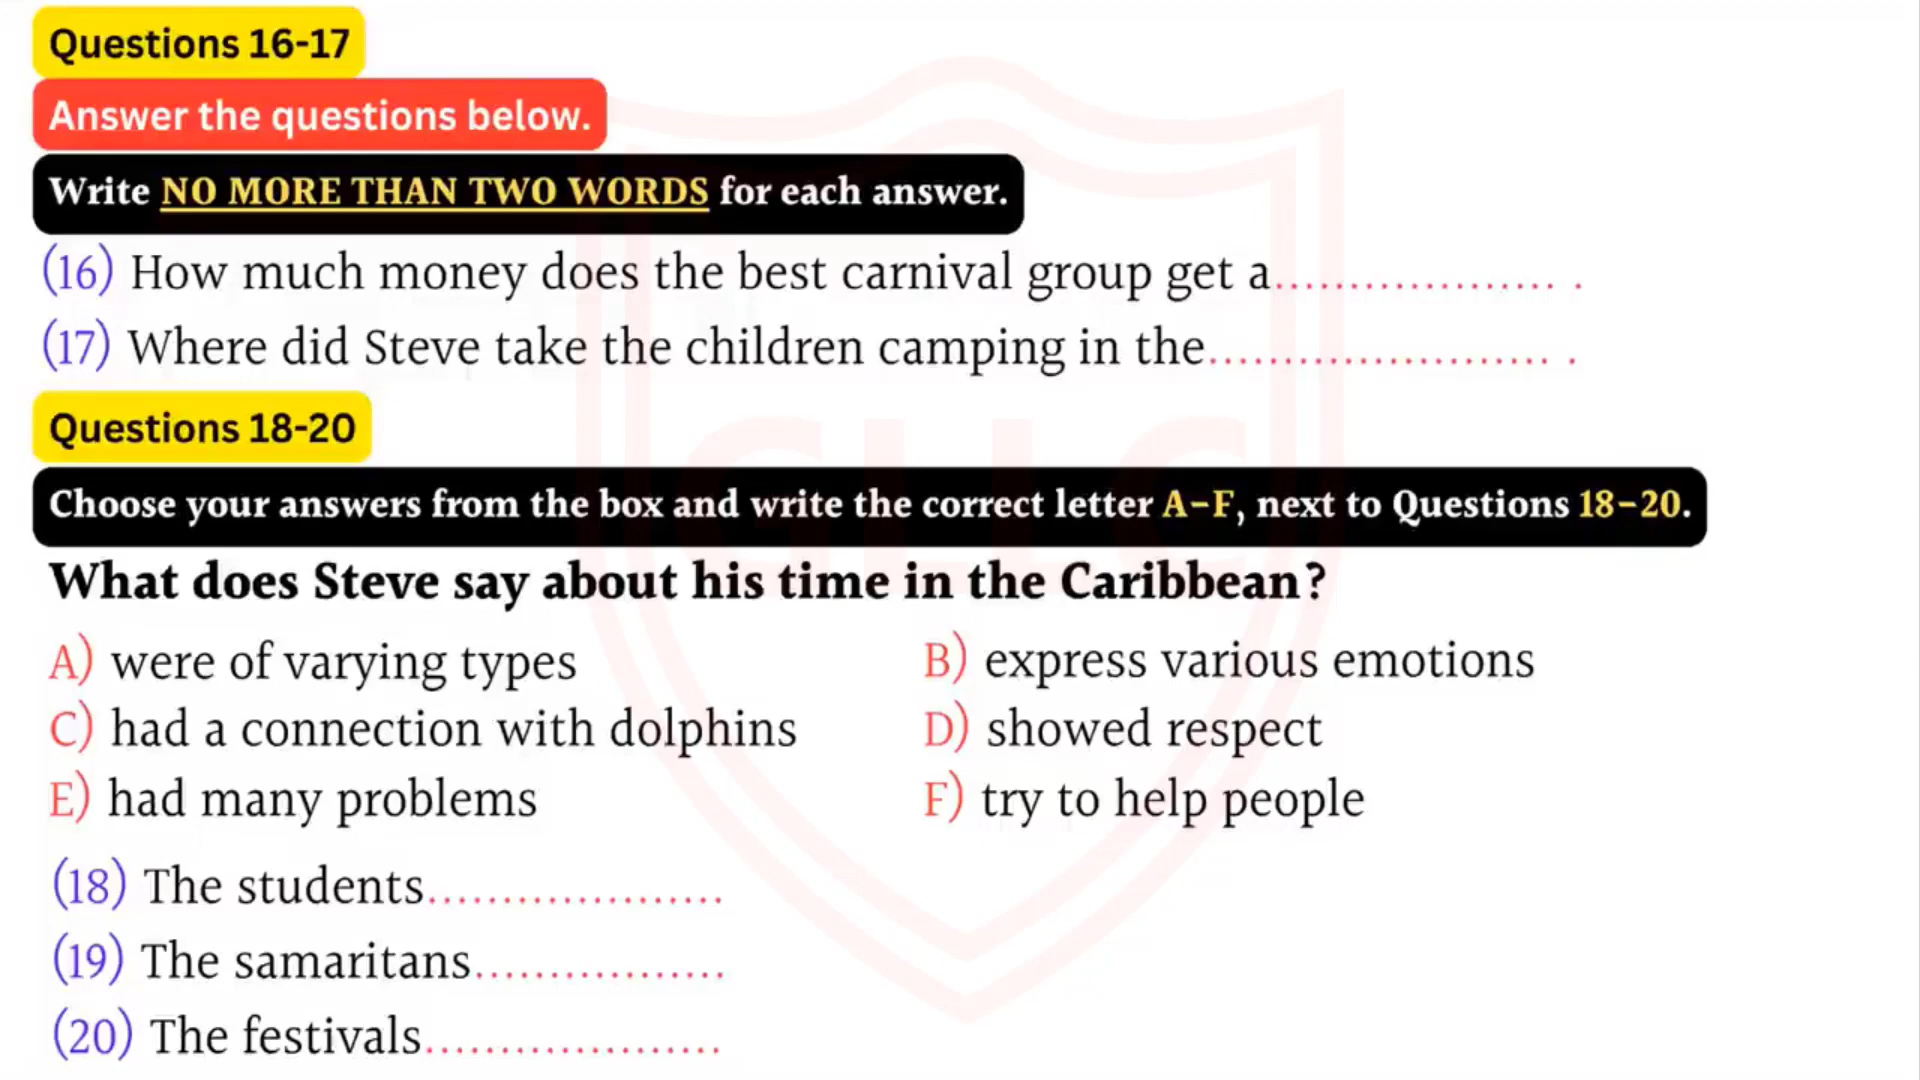 Questions 16-17
Answer the questions below.
Write NO MORE THAN TWO WORDS for each answer.
(16) How much money does the best carnival group get a................... .
(17) Where did Steve take the children camping in the....................... .
Questions 18-20
Choose your answers from the box and write the correct letter A–F, next to Questions 18–20.
What does Steve say about his time in the Caribbean?
A) were of varying types
B) express various emotions
C) had a connection with dolphins
D) showed respect
E) had many problems
F) try to help people
(18) The students....................
(19) The samaritans.................
(20) The festivals....................
GLLC